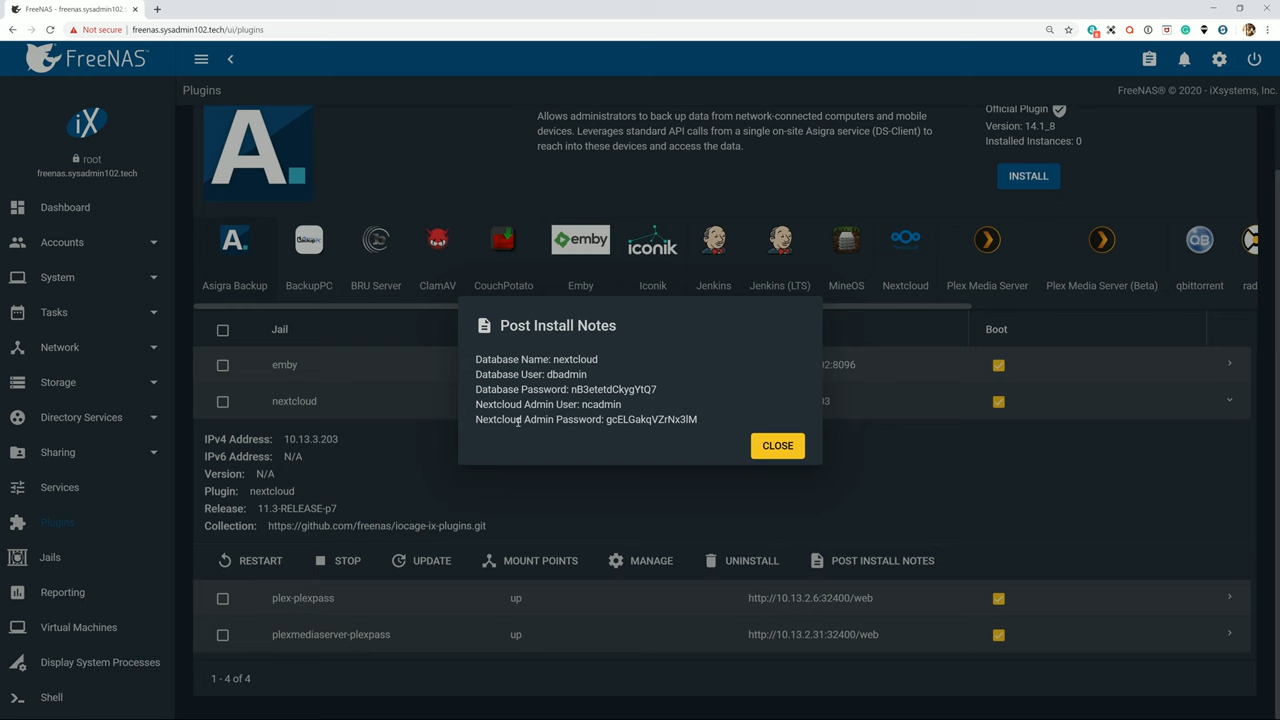 FreeNAS - freenas.sysadmin102.
Not secure
freenas.sysadmin102.tech/ui/plugins
FreeNAS®
Plugins
FreeNAS® © 2020 - iXsystems, Inc.
iX
root
freenas.sysadmin102.tech
Dashboard
Accounts
System
Tasks
Network
Storage
Directory Services
Sharing
Services
Plugins
Jails
Reporting
Virtual Machines
Display System Processes
Shell
A.
Allows administrators to back up data from network-connected computers and mobile
devices. Leverages standard API calls from a single on-site Asigra service (DS-Client) to
reach into these devices and access the data.
Official Plugin
Version: 14.1_8
Installed Instances: 0
INSTALL
A.
emby
iconik
QB
Asigra Backup
BackupPC
BRU Server
ClamAV
CouchPotato
Emby
Iconik
Jenkins
Jenkins (LTS)
MineOS
Nextcloud
Plex Media Server
Plex Media Server (Beta)
qbittorrent
rad
Jail
Boot
emby
02:8096
nextcloud
03
IPv4 Address: 10.13.3.203
IPv6 Address: N/A
Version: N/A
Plugin: nextcloud
Release: 11.3-RELEASE-p7
Collection: https://github.com/freenas/iocage-ix-plugins.git
RESTART
STOP
UPDATE
MOUNT POINTS
MANAGE
UNINSTALL
POST INSTALL NOTES
plex-plexpass
up
http://10.13.2.6:32400/web
plexmediaserver-plexpass
up
http://10.13.2.31:32400/web
1 - 4 of 4
Post Install Notes
Database Name: nextcloud
Database User: dbadmin
Database Password: nB3etetdCkygYtQ7
Nextcloud Admin User: ncadmin
Nextcloud Admin Password: gcELGakqVZrNx3lM
CLOSE